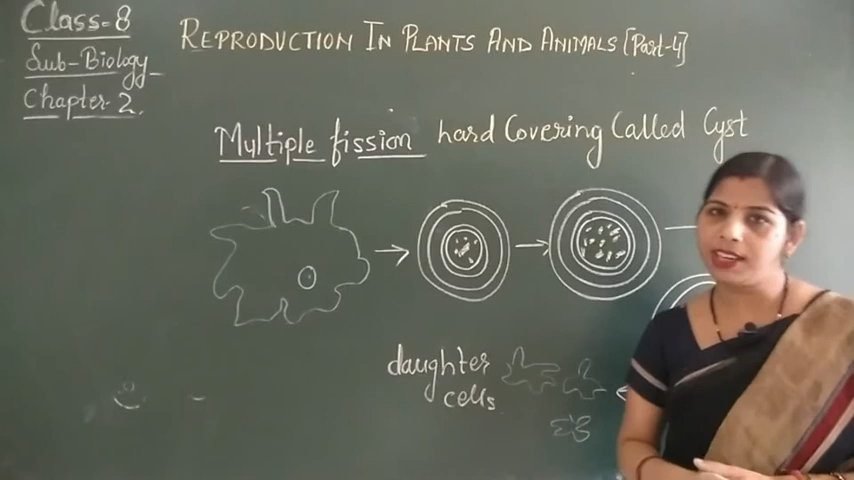 Class-8
Sub-Biology
Chapter-2.
REPRODUCTION IN PLANTS AND ANIMALS [Part-4]
Multiple fission hard Covering Called Cyst
daughter
cells